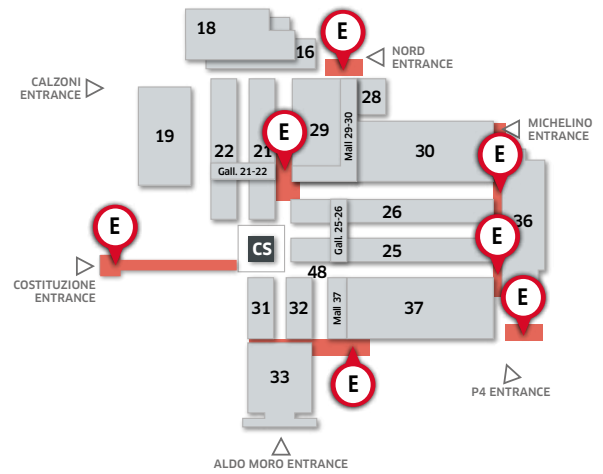 18
16
E
NORD
ENTRANCE
CALZONI
ENTRANCE
28
19
22
21
E
29
Mall 29-30
30
MICHELINO
ENTRANCE
E
Gall. 21-22
36
26
Gall. 25-26
25
E
CS
E
COSTITUZIONE
ENTRANCE
48
31
32
Mall 37
37
E
33
E
P4 ENTRANCE
ALDO MORO ENTRANCE